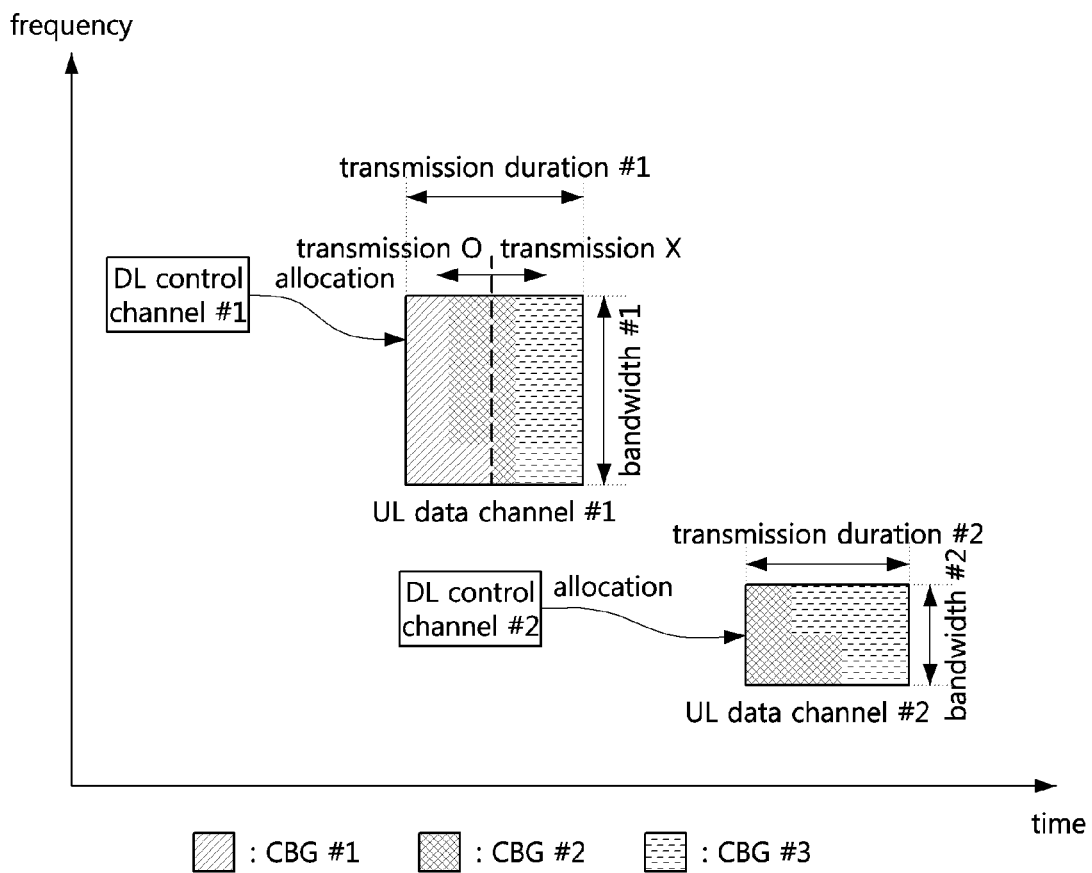 frequency
transmission duration #1
transmission O
transmission X
DL control
channel #1
allocation
bandwidth #1
UL data channel #1
transmission duration #2
DL control
channel #2
allocation
bandwidth #2
UL data channel #2
time
: CBG #1
: CBG #2
: CBG #3